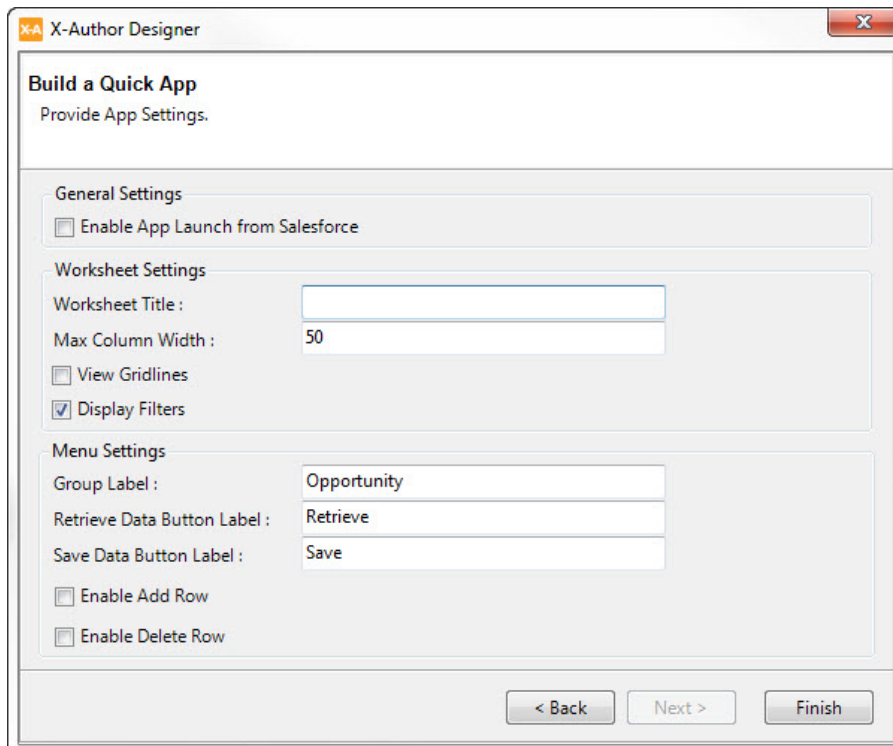 X-A X-Author Designer
Build a Quick App
Provide App Settings.
General Settings
Enable App Launch from Salesforce
Worksheet Settings
Worksheet Title :
Max Column Width : 50
View Gridlines
Display Filters
Menu Settings
Group Label : Opportunity
Retrieve Data Button Label : Retrieve
Save Data Button Label : Save
Enable Add Row
Enable Delete Row
< Back Next > Finish